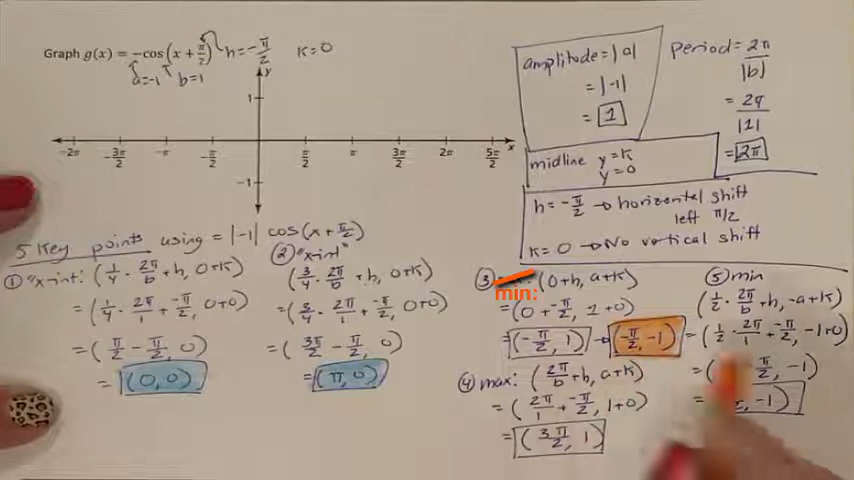 Graph g(x) = -cos(x + π/2) h = -π/2 K=0
a=-1 b=1
y
1
-2π -3π/2 -π -π/2 π/2 π 3π/2 2π 5π/2 x
-1
amplitude = |a|
= |-1|
= 1
Period = 2π/|b|
= 2π/|1|
= 2π
midline y=K
y=0
h = -π/2 → horizontal shift
left π/2
K = 0 → No vertical shift
5 Key points using = |-1| cos(x + π/2)
① "x-int: (1/4 · 2π/b + h, 0+K)
= (1/4 · 2π/1 + -π/2, 0+0)
= (π/2 - π/2, 0)
= (0,0)
② "x-int"
(3/4 · 2π/b + h, 0+K)
= (3/4 · 2π/1 + -π/2, 0+0)
= (3π/2 - π/2, 0)
= (π, 0)
③ min: (0+h, a+K)
= (0 + -π/2, 1+0)
= (-π/2, 1) → (-π/2, -1)
④ max: (2π/b + h, a+K)
= (2π/1 + -π/2, 1+0)
= (3π/2, 1)
⑤ min
(1/2 · 2π/b + h, -a+K)
= (1/2 · 2π/1 + -π/2, -1+0)
= ( π/2, -1)
= , -1)